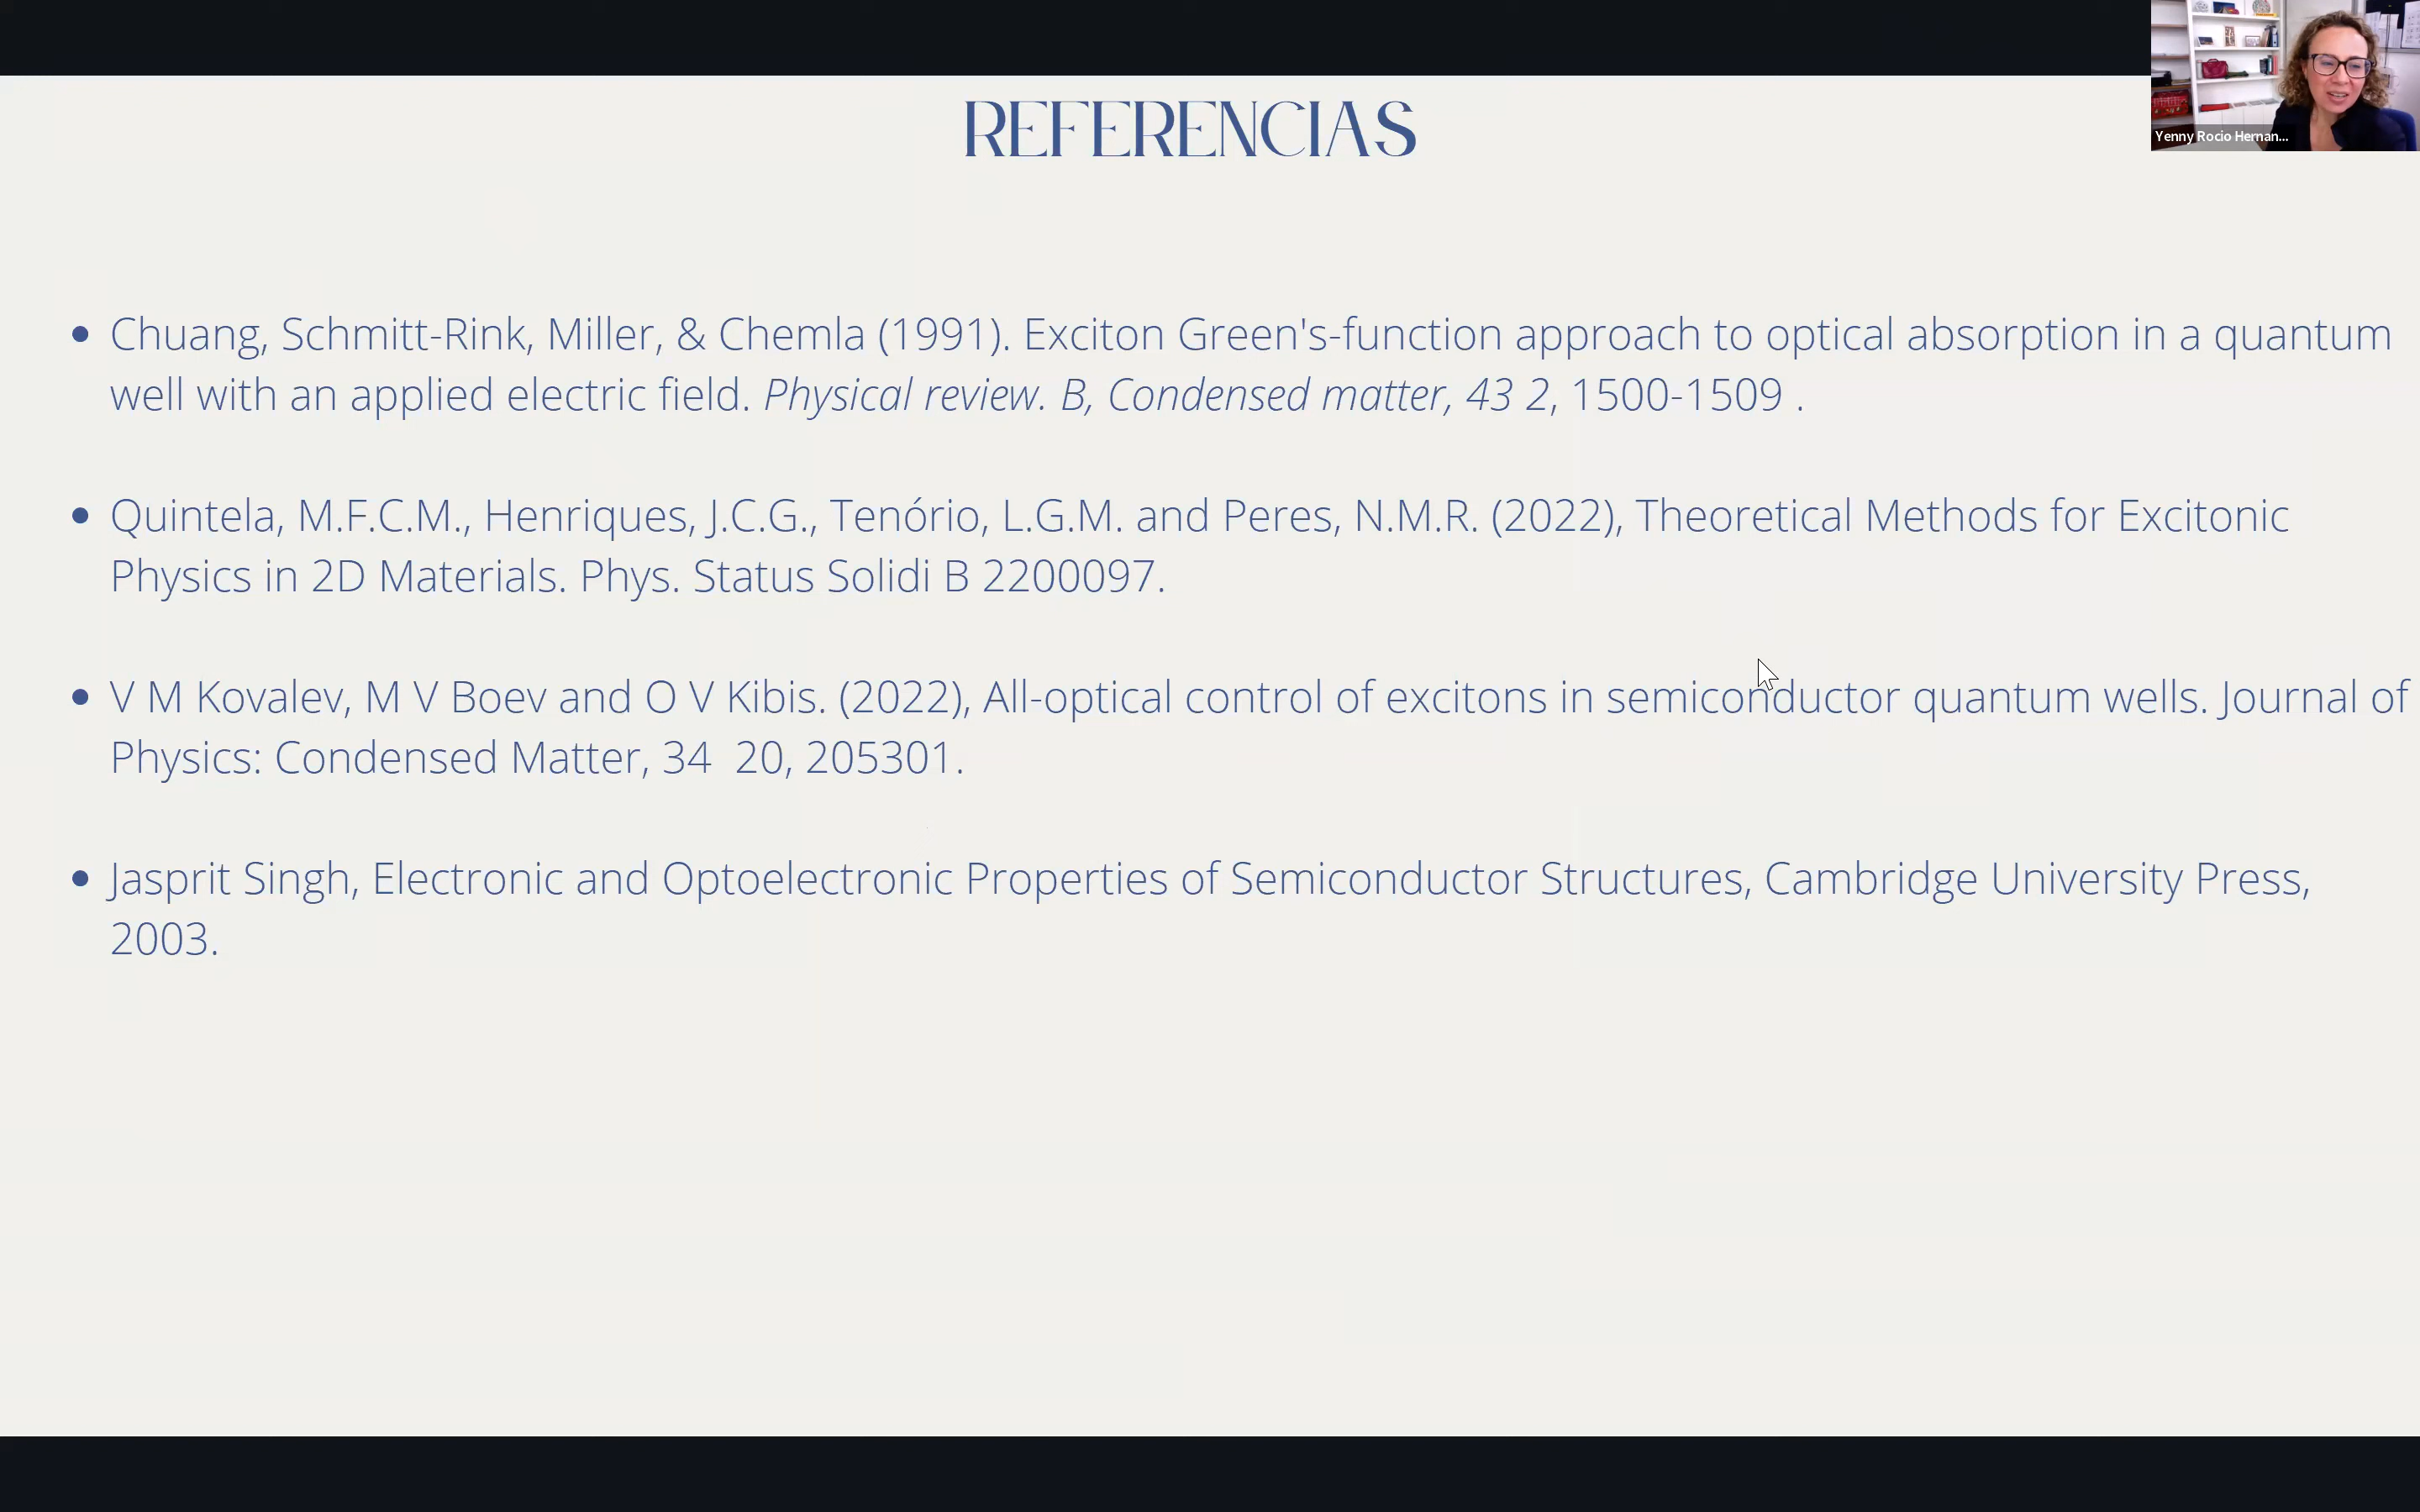 REFERENCIAS
Yenny Rocio Hernan...
• Chuang, Schmitt-Rink, Miller, & Chemla (1991). Exciton Green's-function approach to optical absorption in a quantum
well with an applied electric field. Physical review. B, Condensed matter, 43 2, 1500-1509 .
• Quintela, M.F.C.M., Henriques, J.C.G., Tenório, L.G.M. and Peres, N.M.R. (2022), Theoretical Methods for Excitonic
Physics in 2D Materials. Phys. Status Solidi B 2200097.
• V M Kovalev, M V Boev and O V Kibis. (2022), All-optical control of excitons in semiconductor quantum wells. Journal of
Physics: Condensed Matter, 34  20, 205301.
• Jasprit Singh, Electronic and Optoelectronic Properties of Semiconductor Structures, Cambridge University Press,
2003.